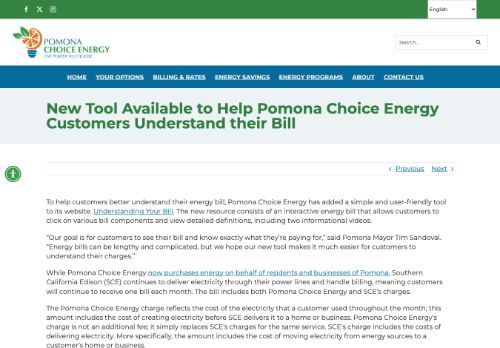 English
POMONA
CHOICE ENERGY
THE POWER TO CHOOSE
Search...
HOME YOUR OPTIONS BILLING & RATES ENERGY SAVINGS ENERGY PROGRAMS ABOUT CONTACT US
New Tool Available to Help Pomona Choice Energy
Customers Understand their Bill
Previous Next
To help customers better understand their energy bill, Pomona Choice Energy has added a simple and user-friendly tool
to its website: Understanding Your Bill. The new resource consists of an interactive energy bill that allows customers to
click on various bill components and view detailed definitions, including two informational videos.
“Our goal is for customers to see their bill and know exactly what they’re paying for,” said Pomona Mayor Tim Sandoval.
“Energy bills can be lengthy and complicated, but we hope our new tool makes it much easier for customers to
understand their charges.”
While Pomona Choice Energy now purchases energy on behalf of residents and businesses of Pomona, Southern
California Edison (SCE) continues to deliver electricity through their power lines and handle billing, meaning customers
will continue to receive one bill each month. The bill includes both Pomona Choice Energy and SCE’s charges.
The Pomona Choice Energy charge reflects the cost of the electricity that a customer used throughout the month; this
amount includes the cost of creating electricity before SCE delivers it to a home or business. Pomona Choice Energy’s
charge is not an additional fee; it simply replaces SCE’s charges for the same service. SCE’s charge includes the costs of
delivering electricity. More specifically, the amount includes the cost of moving electricity from energy sources to a
customer’s home or business.